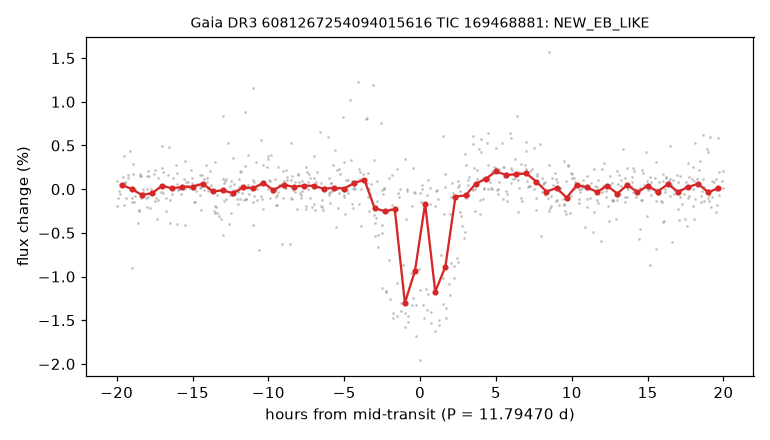 Gaia DR3 6081267254094015616 TIC 169468881: NEW_EB_LIKE
flux change (%)
1.5
1.0
0.5
0.0
−0.5
−1.0
−1.5
−2.0
−20 −15 −10 −5 0 5 10 15 20
hours from mid-transit (P = 11.79470 d)